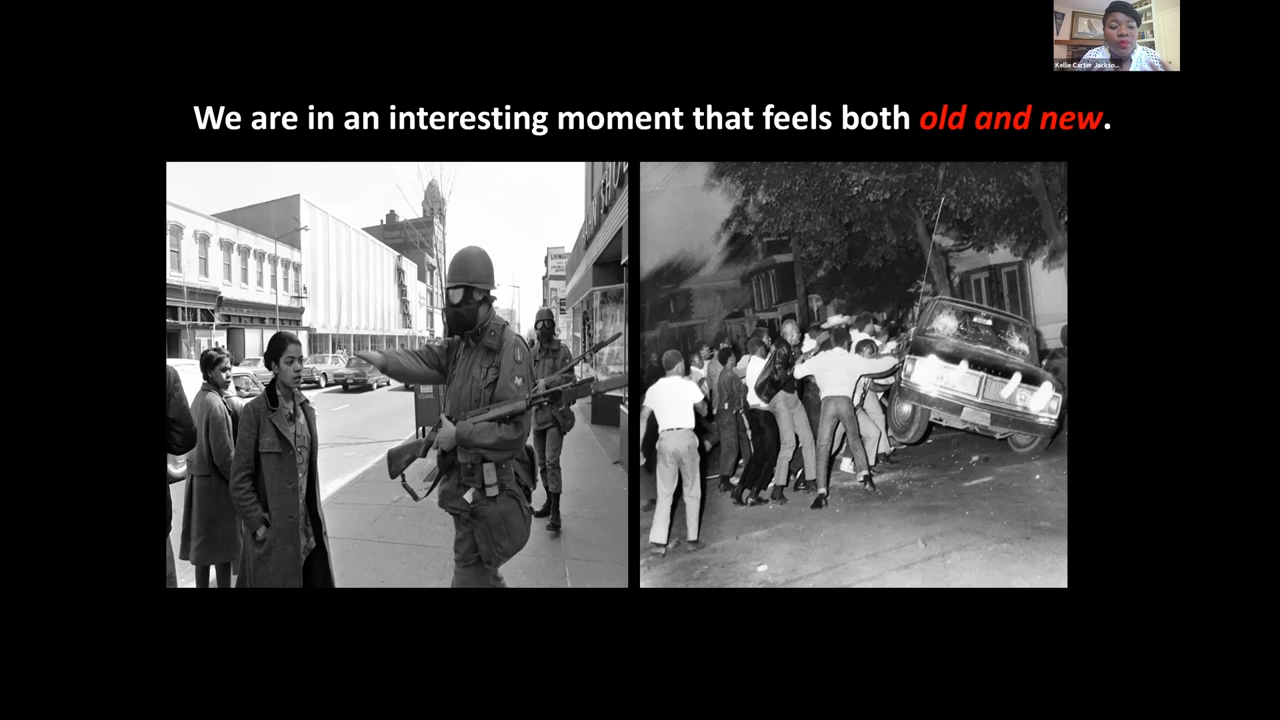 Kellie Carter Jackso...
We are in an interesting moment that feels both old and new.